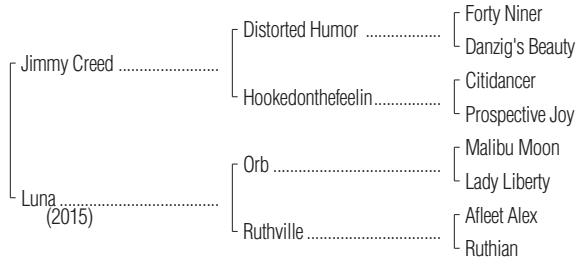 Forty Niner
Distorted Humor ..................
Danzig's Beauty
Jimmy Creed ........................
Citidancer
Hookedonthefeelin................
Prospective Joy
Malibu Moon
Orb ........................................
Lady Liberty
Luna ......................................
(2015)
Afleet Alex
Ruthville ................................
Ruthian